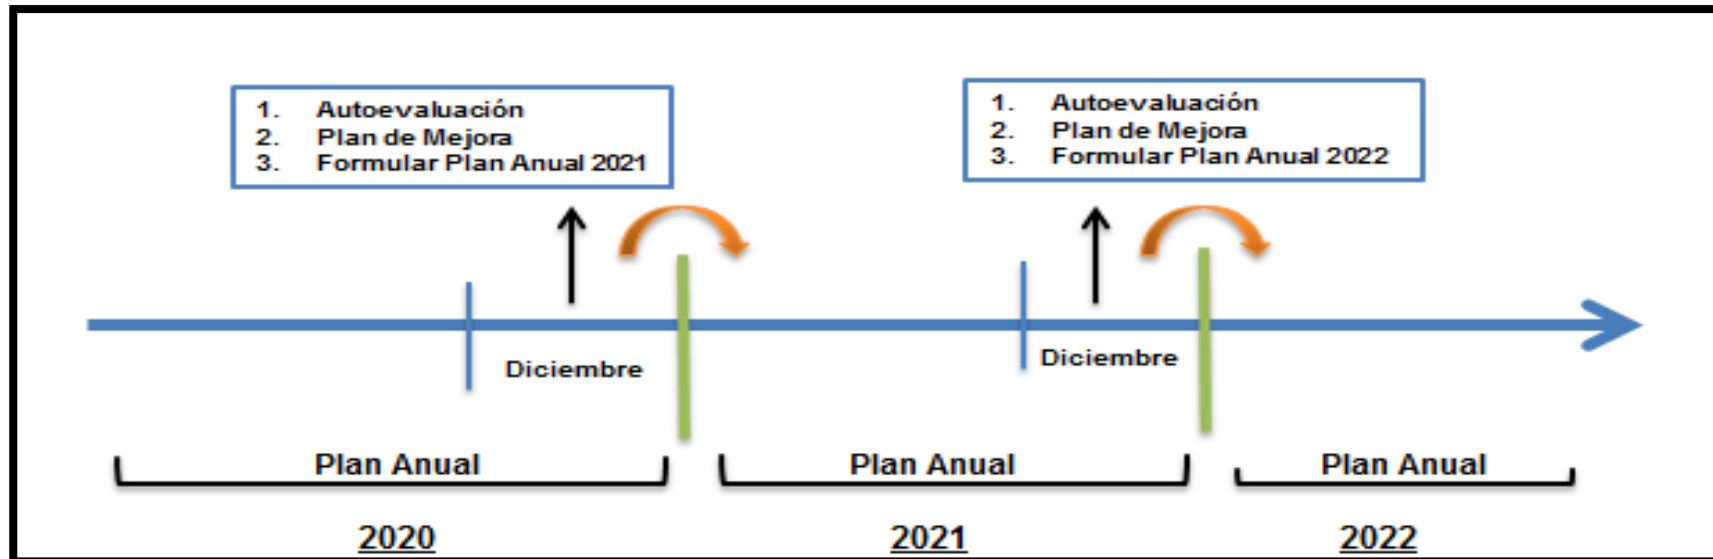 1. Autoevaluación
2. Plan de Mejora
3. Formular Plan Anual 2021
1. Autoevaluación
2. Plan de Mejora
3. Formular Plan Anual 2022
Diciembre
Diciembre
Plan Anual
Plan Anual
Plan Anual
2020
2021
2022